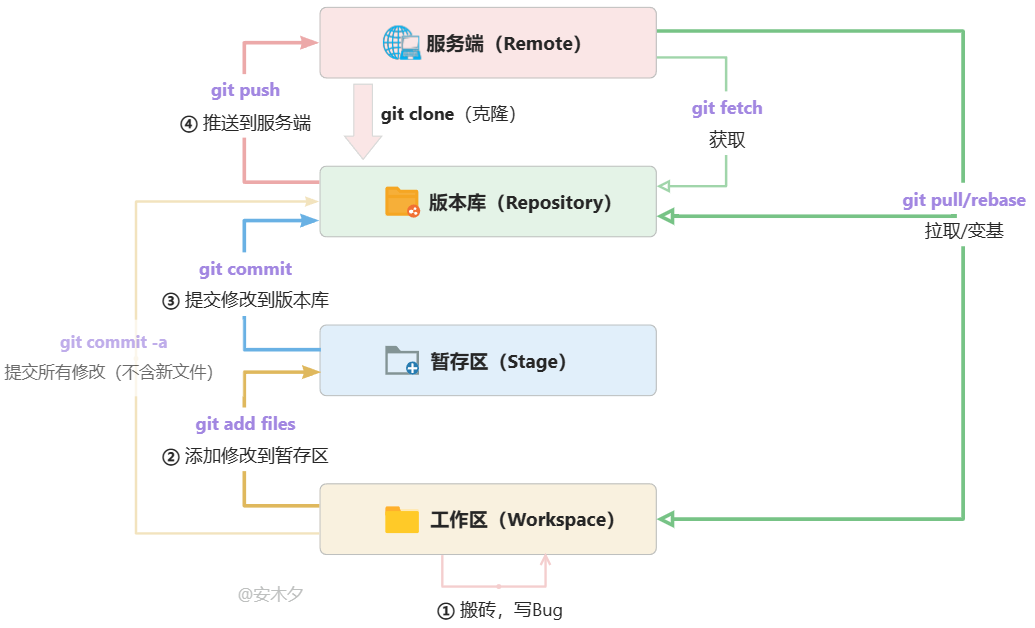 服务端（Remote）
git push
④ 推送到服务端
git clone（克隆）
git fetch
获取
版本库（Repository）
git pull/rebase
拉取/变基
git commit
③ 提交修改到版本库
git commit -a
提交所有修改（不含新文件）
暂存区（Stage）
git add files
② 添加修改到暂存区
工作区（Workspace）
@安木夕
① 搬砖，写Bug